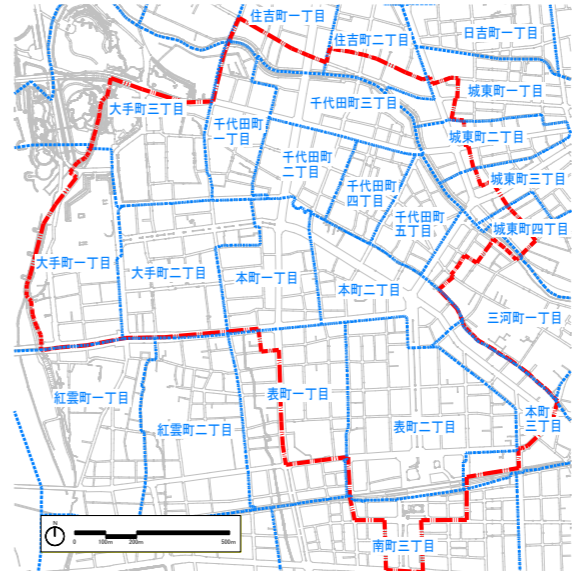 住吉町一丁目
住吉町二丁目
日吉町一丁目
大手町三丁目
千代田町三丁目
城東町一丁目
千代田町
一丁目
城東町二丁目
千代田町
二丁目
千代田町
四丁目
城東町三丁目
千代田町
五丁目
城東町四丁目
大手町一丁目
大手町二丁目
本町一丁目
本町二丁目
三河町一丁目
紅雲町一丁目
表町一丁目
本町
三丁目
紅雲町二丁目
表町二丁目
南町三丁目
N
0 100m 200m 500m